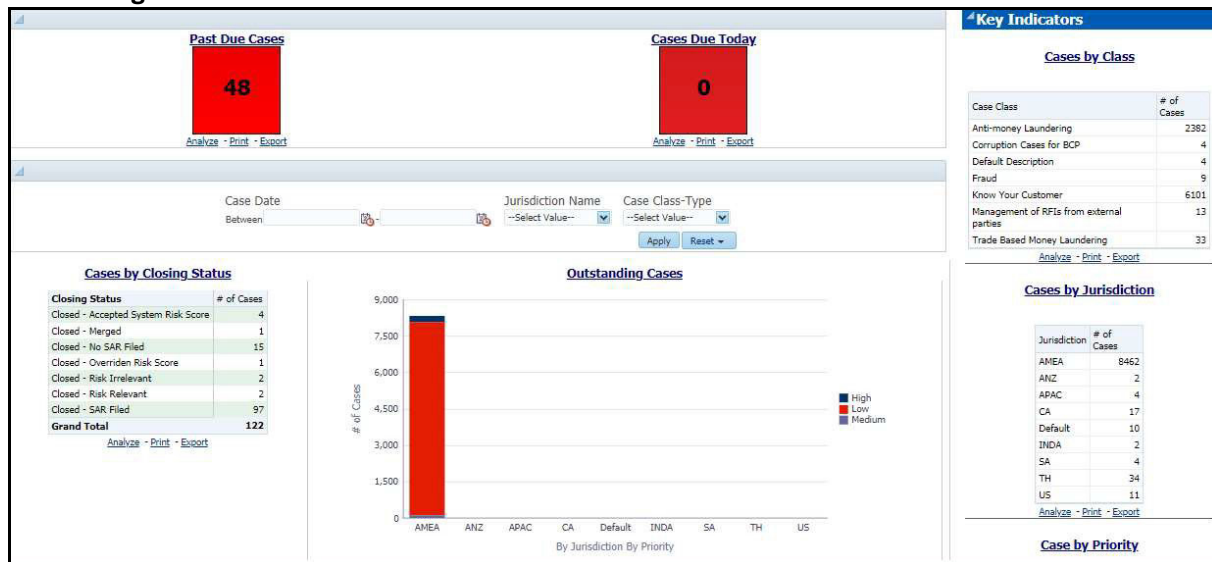 Past Due Cases
48
Analyze - Print - Export
Cases Due Today
0
Analyze - Print - Export
Case Date
Between
-
Jurisdiction Name
--Select Value--
Case Class-Type
--Select Value--
Apply
Reset
Cases by Closing Status
Closing Status # of Cases
Closed - Accepted System Risk Score 4
Closed - Merged 1
Closed - No SAR Filed 15
Closed - Overriden Risk Score 1
Closed - Risk Irrelevant 2
Closed - Risk Relevant 2
Closed - SAR Filed 97
Grand Total 122
Analyze - Print - Export
Outstanding Cases
# of Cases
9,000
7,500
6,000
4,500
3,000
1,500
0
AMEA ANZ APAC CA Default INDA SA TH US
By Jurisdiction By Priority
High
Low
Medium
Key Indicators
Cases by Class
Case Class # of
Cases
Anti-money Laundering 2382
Corruption Cases for BCP 4
Default Description 4
Fraud 9
Know Your Customer 6101
Management of RFIs from external 13
parties
Trade Based Money Laundering 33
Analyze - Print - Export
Cases by Jurisdiction
Jurisdiction # of
Cases
AMEA 8462
ANZ 2
APAC 4
CA 17
Default 10
INDA 2
SA 4
TH 34
US 11
Analyze - Print - Export
Case by Priority